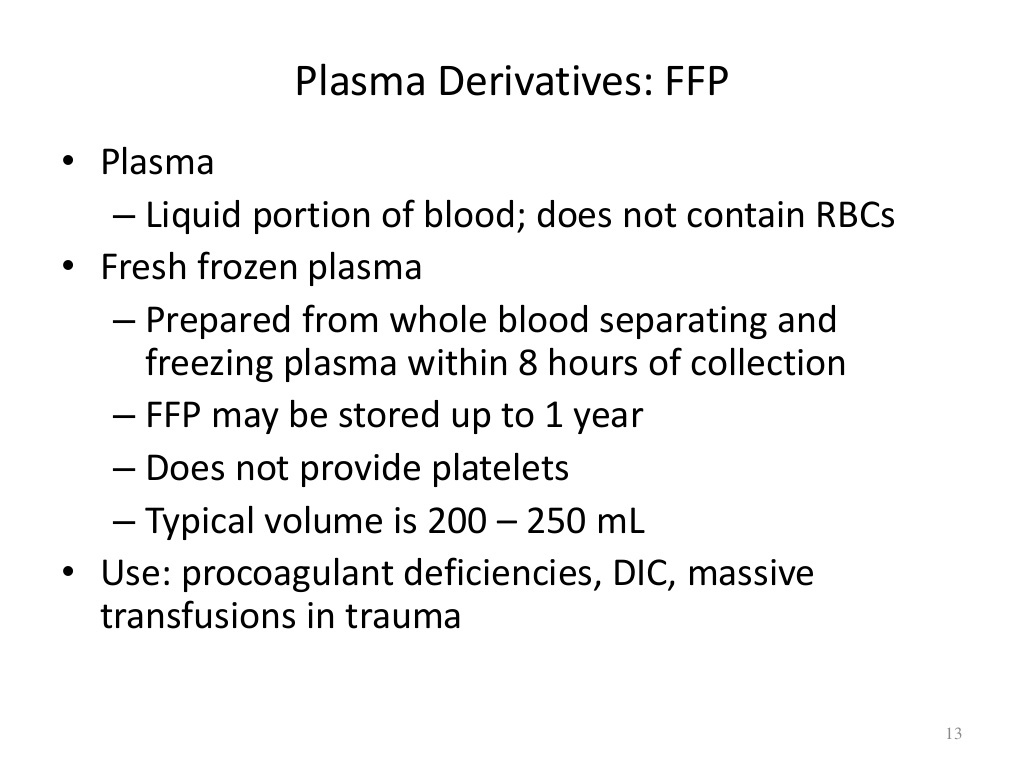 Plasma Derivatives: FFP
• Plasma
– Liquid portion of blood; does not contain RBCs
• Fresh frozen plasma
– Prepared from whole blood separating and
freezing plasma within 8 hours of collection
– FFP may be stored up to 1 year
– Does not provide platelets
– Typical volume is 200 – 250 mL
• Use: procoagulant deficiencies, DIC, massive
transfusions in trauma
13